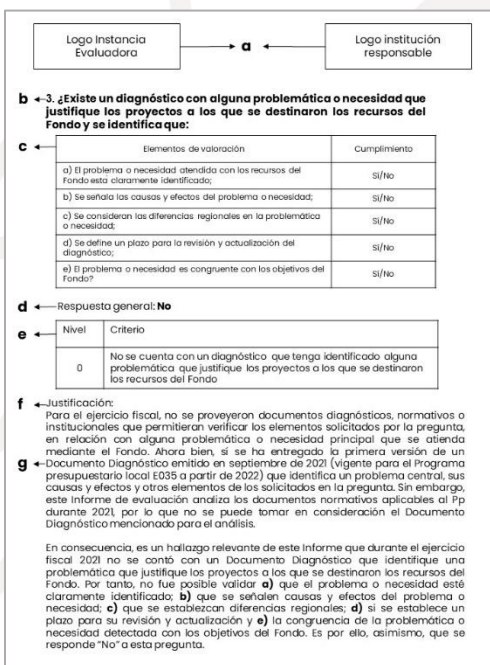 Logo Instancia
Evaluadora
a
Logo institución
responsable
b
3. ¿Existe un diagnóstico con alguna problemática o necesidad que
justifique los proyectos a los que se destinaron los recursos del
Fondo y se identifica que:
c
Elementos de valoración
Cumplimiento
a) El problema o necesidad atendida con los recursos del
Fondo está claramente identificado;
Sí/No
b) Se señala las causas y efectos del problema o necesidad;
Sí/No
c) Se consideran las diferencias regionales en la problemática
o necesidad;
Sí/No
d) Se define un plazo para la revisión y actualización del
diagnóstico;
Sí/No
e) El problema o necesidad es congruente con los objetivos del
Fondo?
Sí/No
d
Respuesta general: No
e
Nivel
Criterio
0
No se cuenta con un diagnóstico que tenga identificado alguna
problemática que justifique los proyectos a los que se destinaron
los recursos del Fondo
f
Justificación:
Para el ejercicio fiscal, no se proveyeron documentos diagnósticos, normativos o
institucionales que permitieran verificar los elementos solicitados por la pregunta,
en relación con alguna problemática o necesidad principal que se atienda
mediante el Fondo. Ahora bien, sí se ha entregado la primera versión de un
g
Documento Diagnóstico emitido en septiembre de 2021 (vigente para el Programa
presupuestario local E035 a partir de 2022) que identifica un problema central, sus
causas y efectos y otros elementos de los solicitados en la pregunta. Sin embargo,
este Informe de evaluación analiza los documentos normativos aplicables al Pp
durante 2021, por lo que no se puede tomar en consideración el Documento
Diagnóstico mencionado para el análisis.
En consecuencia, es un hallazgo relevante de este Informe que durante el ejercicio
fiscal 2021 no se contó con un Documento Diagnóstico que identifique una
problemática que justifique los proyectos a los que se destinaron los recursos del
Fondo. Por tanto, no fue posible validar a) que el problema o necesidad esté
claramente identificado; b) que se señalen causas y efectos del problema o
necesidad; c) que se establezcan diferencias regionales; d) si se establece un
plazo para su revisión y actualización y e) la congruencia de la problemática o
necesidad detectada con los objetivos del Fondo. Es por ello, asimismo, que se
responde "No" a esta pregunta.